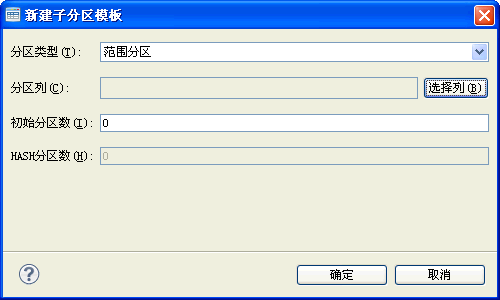 新建子分区模板
分区类型(T): 范围分区
分区列(C): 选择列(B)
初始分区数(I): 0
HASH分区数(H): 0
? 确定 取消